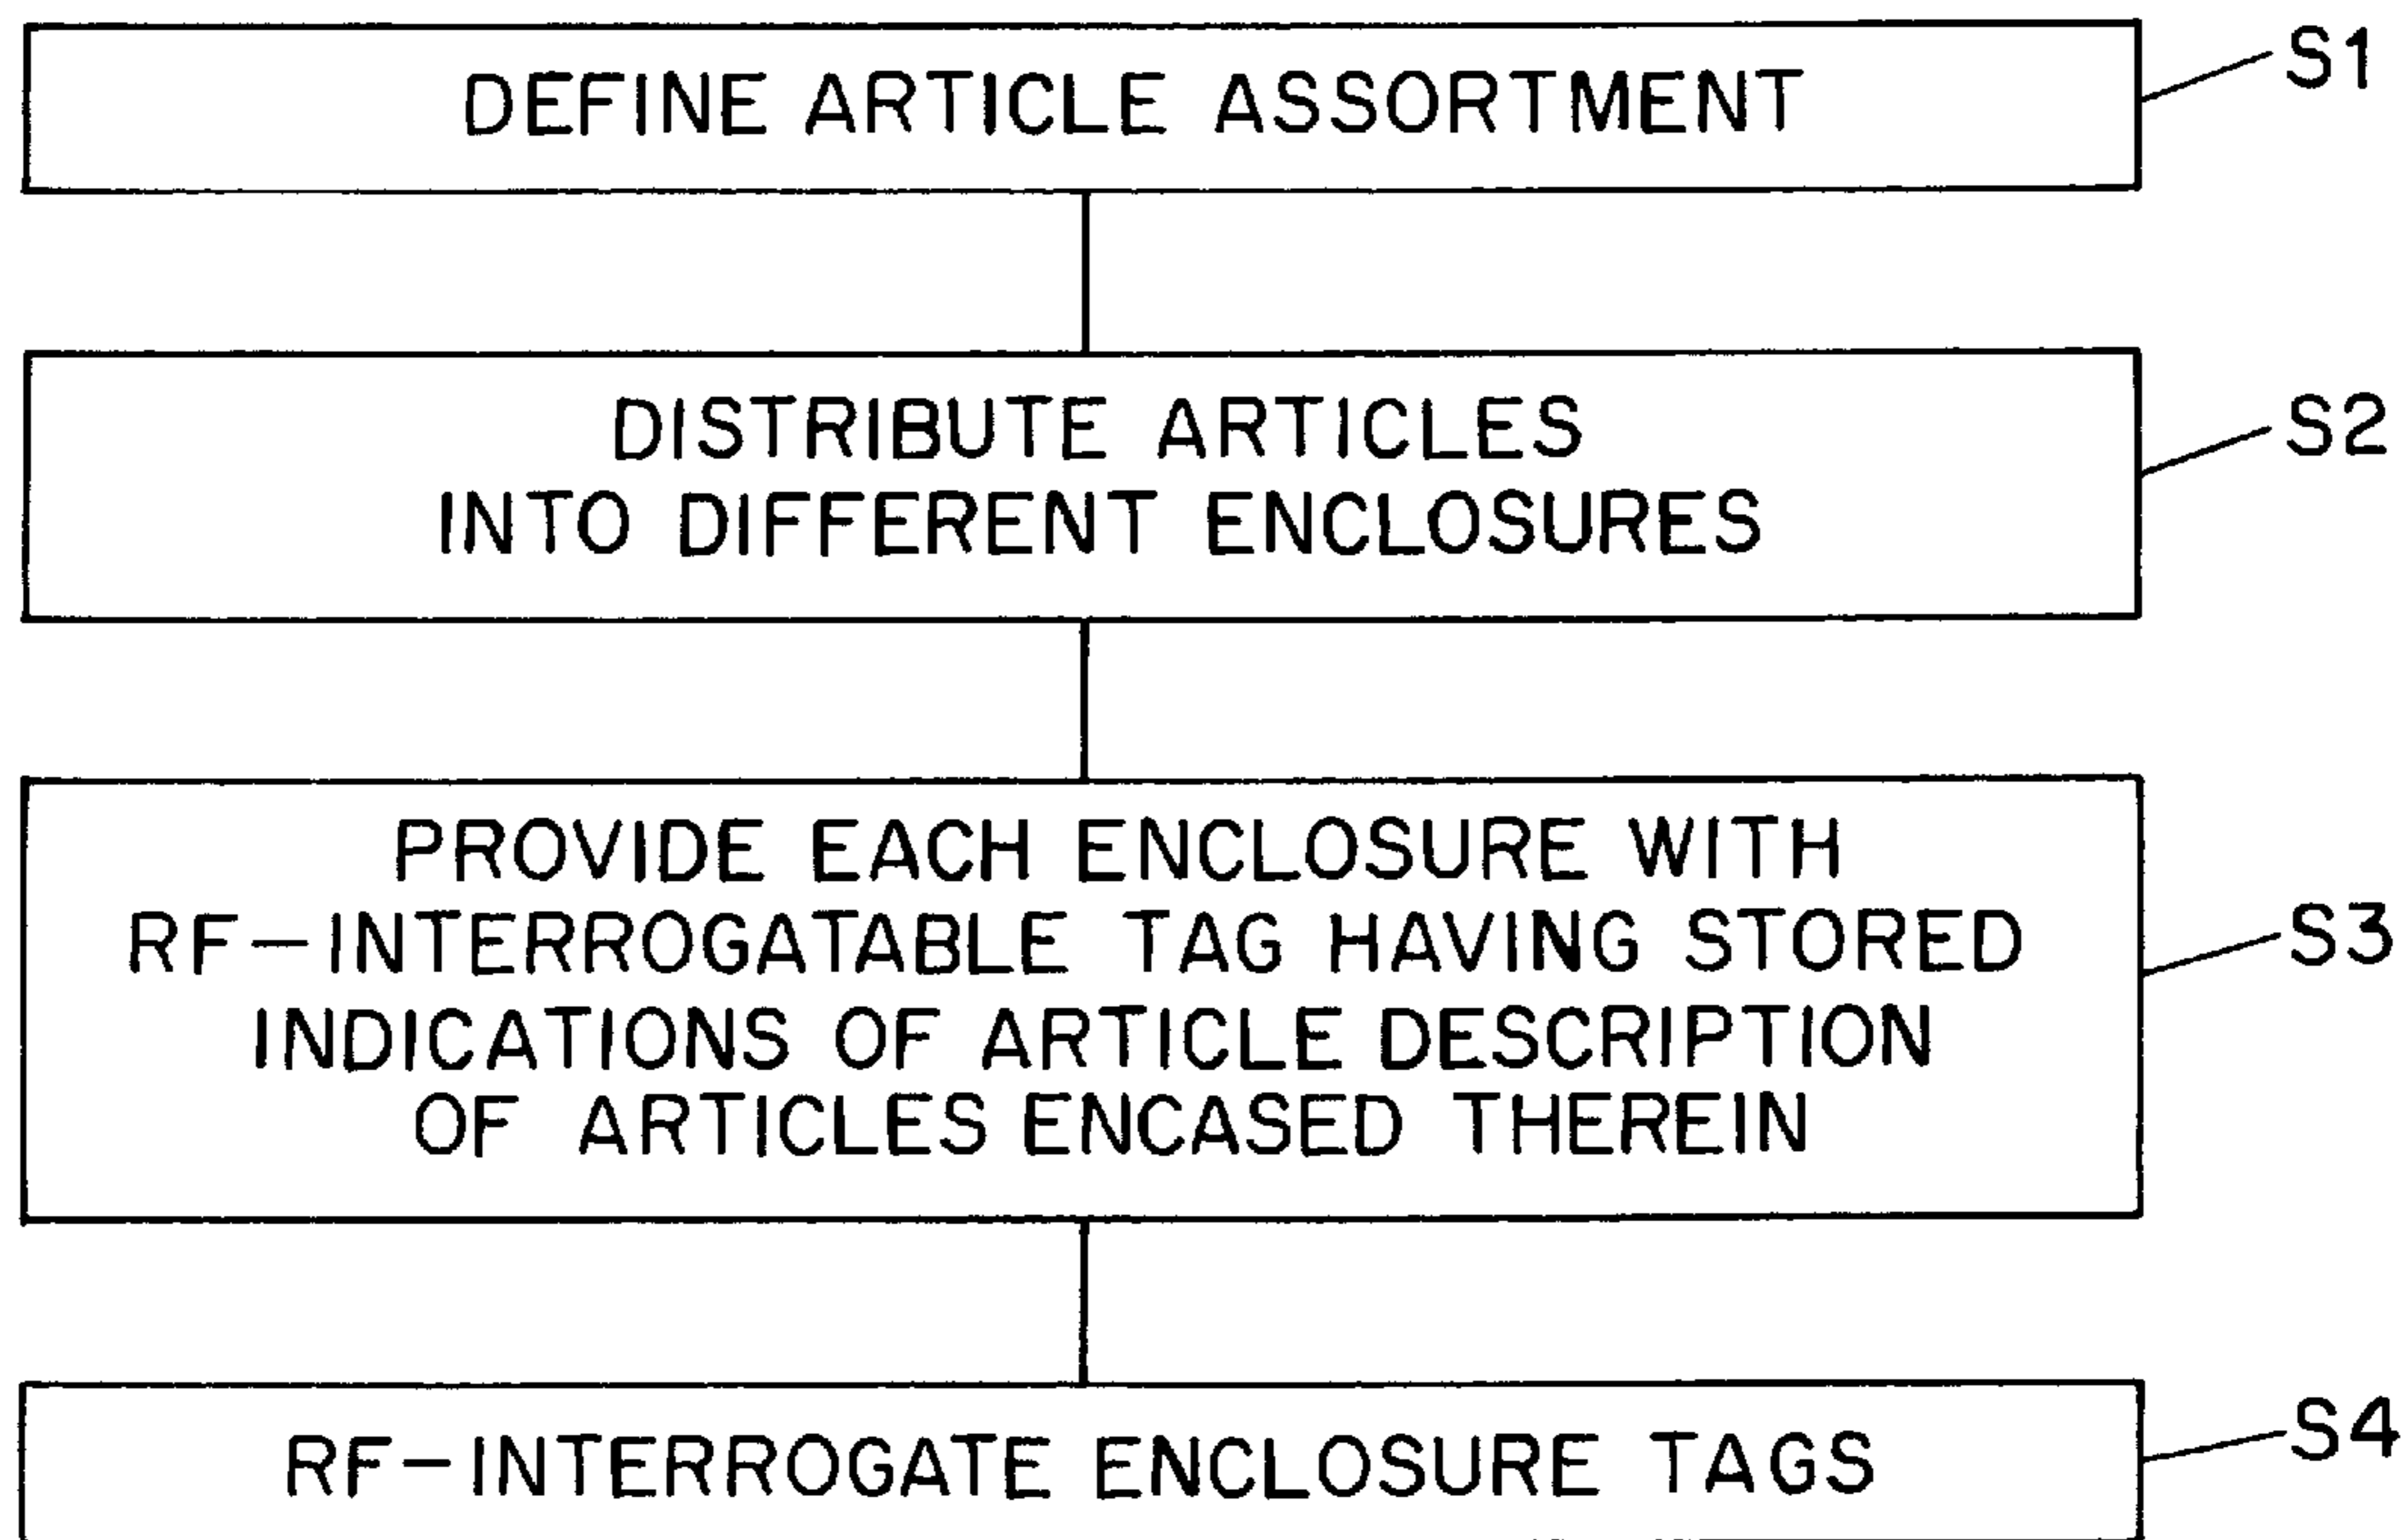 DEFINE ARTICLE ASSORTMENT
S1
DISTRIBUTE ARTICLES
INTO DIFFERENT ENCLOSURES
S2
PROVIDE EACH ENCLOSURE WITH
RF-INTERROGATABLE TAG HAVING STORED
INDICATIONS OF ARTICLE DESCRIPTION
OF ARTICLES ENCASED THEREIN
S3
RF-INTERROGATE ENCLOSURE TAGS
S4